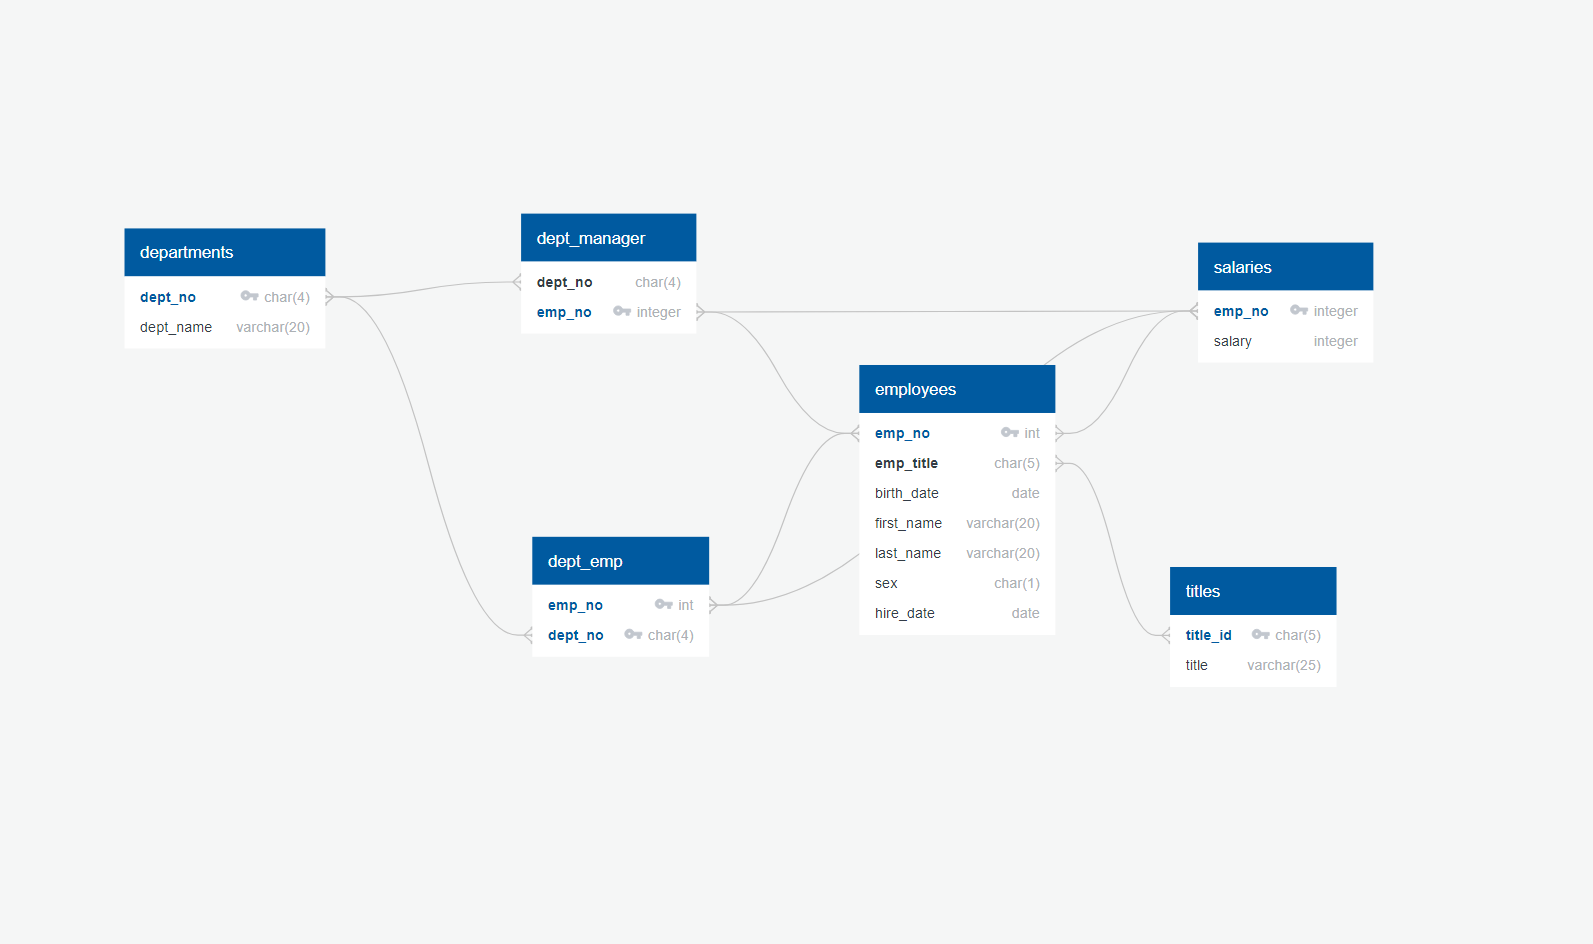 departments
dept_no char(4)
dept_name varchar(20)
dept_manager
dept_no char(4)
emp_no integer
salaries
emp_no integer
salary integer
employees
emp_no int
emp_title char(5)
birth_date date
first_name varchar(20)
last_name varchar(20)
sex char(1)
hire_date date
dept_emp
emp_no int
dept_no char(4)
titles
title_id char(5)
title varchar(25)